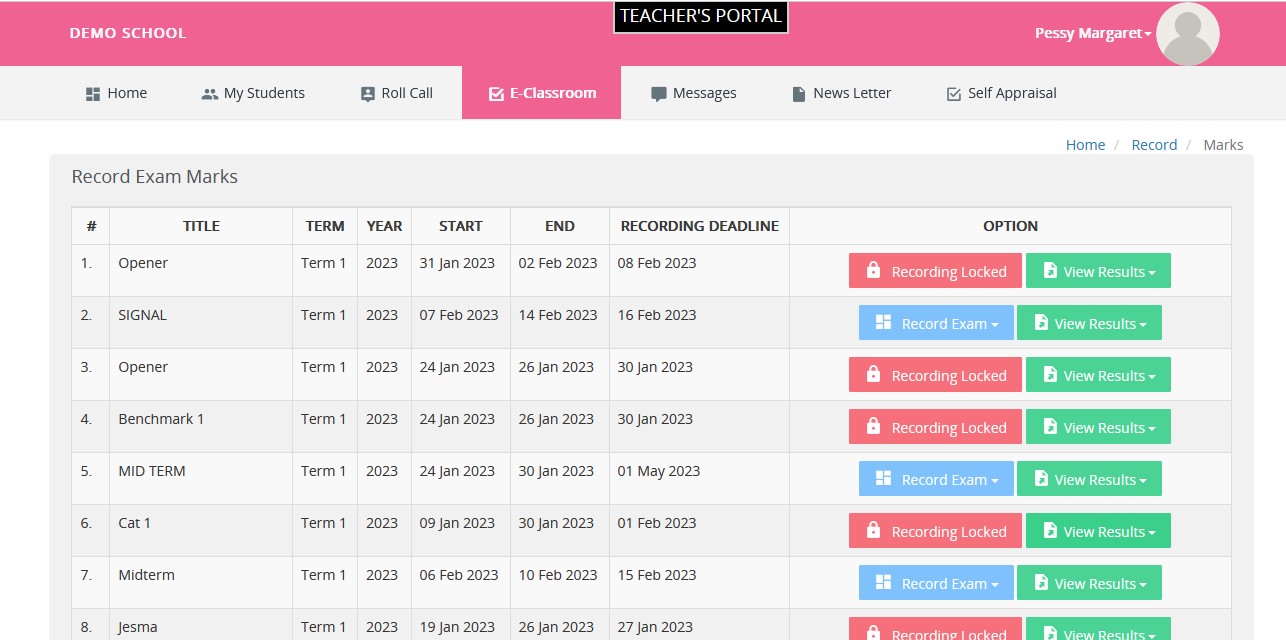 TEACHER'S PORTAL
DEMO SCHOOL Pessy Margaret
Home My Students Roll Call E-Classroom Messages News Letter Self Appraisal
Home / Record / Marks
Record Exam Marks
# TITLE TERM YEAR START END RECORDING DEADLINE OPTION
1. Opener Term 1 2023 31 Jan 2023 02 Feb 2023 08 Feb 2023 Recording Locked View Results
2. SIGNAL Term 1 2023 07 Feb 2023 14 Feb 2023 16 Feb 2023 Record Exam View Results
3. Opener Term 1 2023 24 Jan 2023 26 Jan 2023 30 Jan 2023 Recording Locked View Results
4. Benchmark 1 Term 1 2023 24 Jan 2023 26 Jan 2023 30 Jan 2023 Recording Locked View Results
5. MID TERM Term 1 2023 24 Jan 2023 30 Jan 2023 01 May 2023 Record Exam View Results
6. Cat 1 Term 1 2023 09 Jan 2023 30 Jan 2023 01 Feb 2023 Recording Locked View Results
7. Midterm Term 1 2023 06 Feb 2023 10 Feb 2023 15 Feb 2023 Record Exam View Results
8. Jesma Term 1 2023 19 Jan 2023 26 Jan 2023 27 Jan 2023 Recording Locked View Results